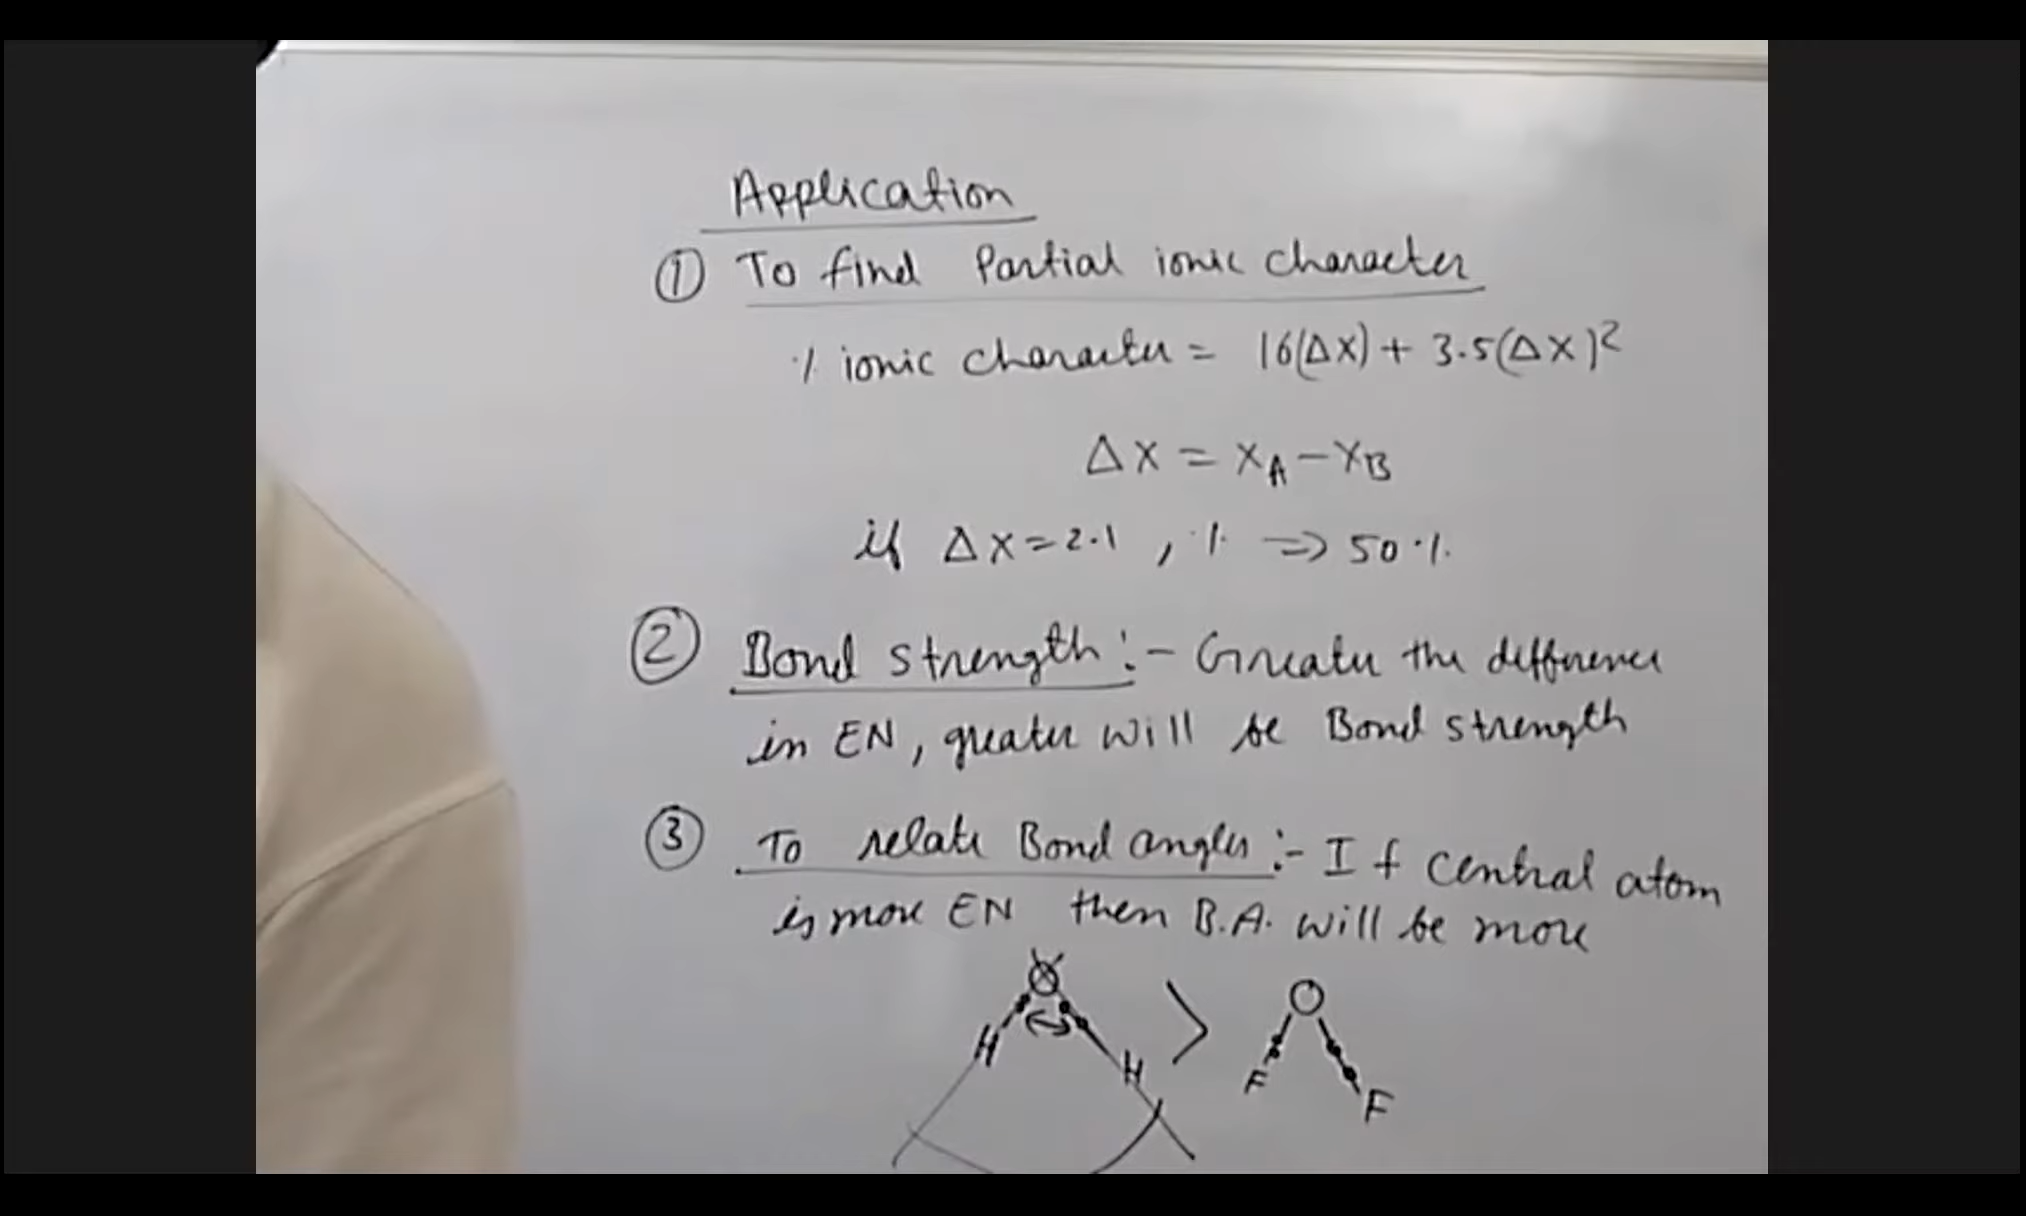 Application
① To find Partial ionic character
% ionic character = 16(Δx) + 3.5(Δx)²
Δx = xA - xB
if Δx = 2.1 , % ⇒ 50 %
② Bond strength :- Greater the difference
in EN, greater will be Bond strength
③ To relate Bond angles :- If central atom
is more EN then B.A. will be more
O > O
H H F F